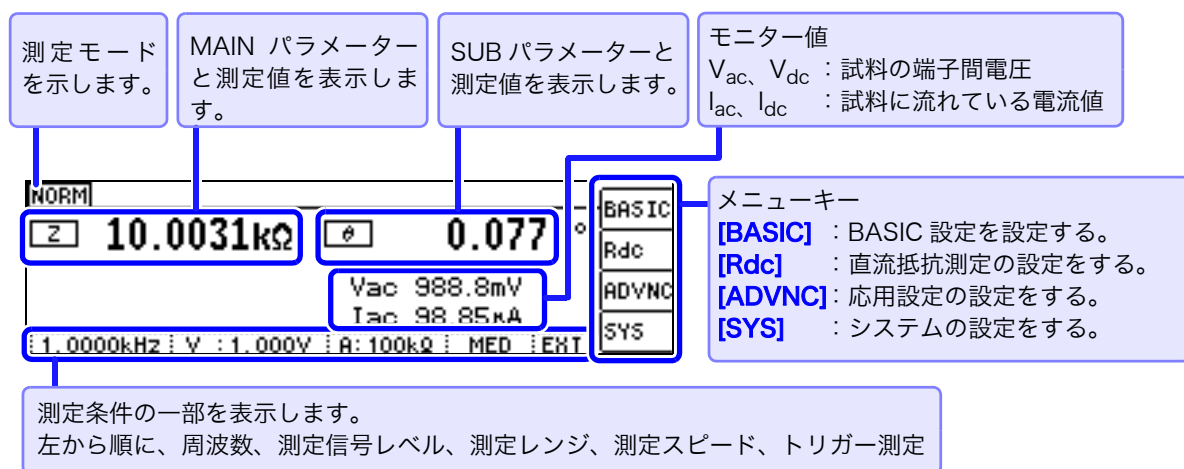 測定モード
を示します。
MAIN パラメーター
と測定値を表示しま
す。
SUB パラメーターと
測定値を表示します。
モニター値
Vac、Vdc ：試料の端子間電圧
Iac、Idc ：試料に流れている電流値
NORM
Z 10.0031kΩ θ 0.077 °
Vac 988.8mV
Iac 98.85μA
1.0000kHz V :1.000V A:100kΩ MED EXT
BASIC
Rdc
ADVNC
SYS
メニューキー
[BASIC] ：BASIC 設定を設定する。
[Rdc] ：直流抵抗測定の設定をする。
[ADVNC]：応用設定の設定をする。
[SYS] ：システムの設定をする。
測定条件の一部を表示します。
左から順に、周波数、測定信号レベル、測定レンジ、測定スピード、トリガー測定